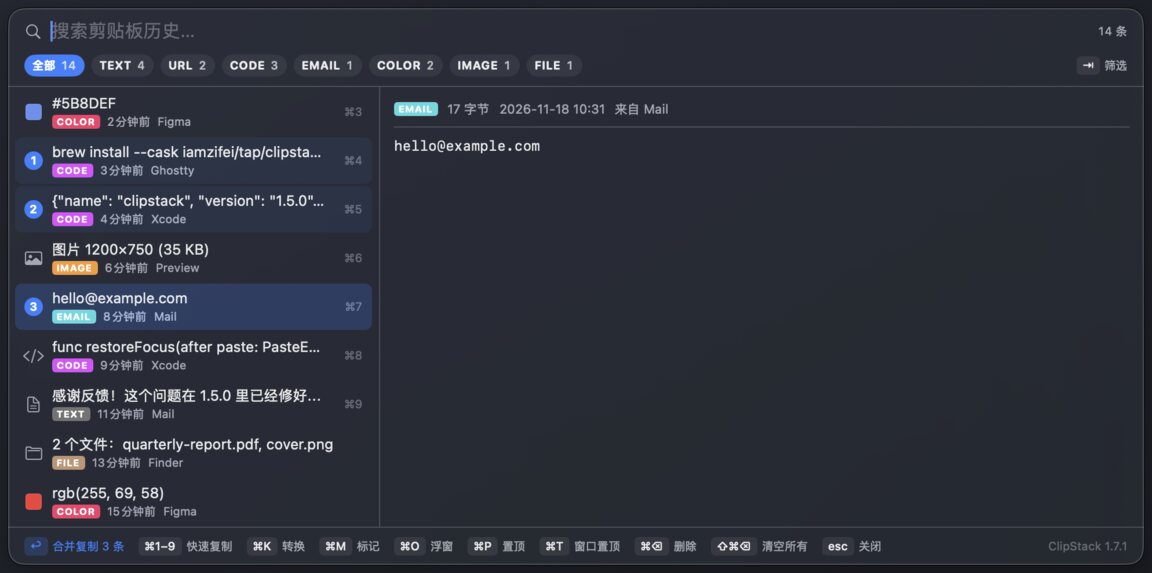 搜索剪贴板历史...
14 条
全部 14 TEXT 4 URL 2 CODE 3 EMAIL 1 COLOR 2 IMAGE 1 FILE 1
⇥ 筛选
#5B8DEF
COLOR 2分钟前 Figma
⌘3
1 brew install --cask iamzifei/tap/clipsta...
CODE 3分钟前 Ghostty
⌘4
2 {"name": "clipstack", "version": "1.5.0"...
CODE 4分钟前 Xcode
⌘5
图片 1200×750 (35 KB)
IMAGE 6分钟前 Preview
⌘6
3 hello@example.com
EMAIL 8分钟前 Mail
⌘7
func restoreFocus(after paste: PasteE...
CODE 9分钟前 Xcode
⌘8
感谢反馈！这个问题在 1.5.0 里已经修好...
TEXT 11分钟前 Mail
⌘9
2 个文件：quarterly-report.pdf, cover.png
FILE 13分钟前 Finder
rgb(255, 69, 58)
COLOR 15分钟前 Figma
EMAIL 17 字节 2026-11-18 10:31 来自 Mail
hello@example.com
↩ 合并复制 3 条 ⌘1–9 快速复制 ⌘K 转换 ⌘M 标记 ⌘O 浮窗 ⌘P 置顶 ⌘T 窗口置顶 ⌘⌫ 删除 ⇧⌘⌫ 清空所有 esc 关闭
ClipStack 1.7.1